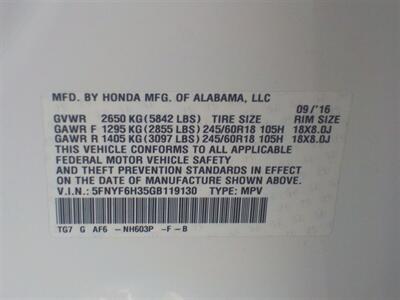 MFD. BY HONDA MFG. OF ALABAMA, LLC
09/'16
GVWR 2650 KG(5842 LBS) TIRE SIZE RIM SIZE
GAWR F 1295 KG(2855 LBS) 245/60R18 105H 18X8.0J
GAWR R 1405 KG(3097 LBS) 245/60R18 105H 18X8.0J
THIS VEHICLE CONFORMS TO ALL APPLICABLE
FEDERAL MOTOR VEHICLE SAFETY
AND THEFT PREVENTION STANDARDS IN EFFECT
ON THE DATE OF MANUFACTURE SHOWN ABOVE.
V.I.N.: 5FNYF6H35GB119130 TYPE: MPV
TG7 G AF6 -NH603P -F -B